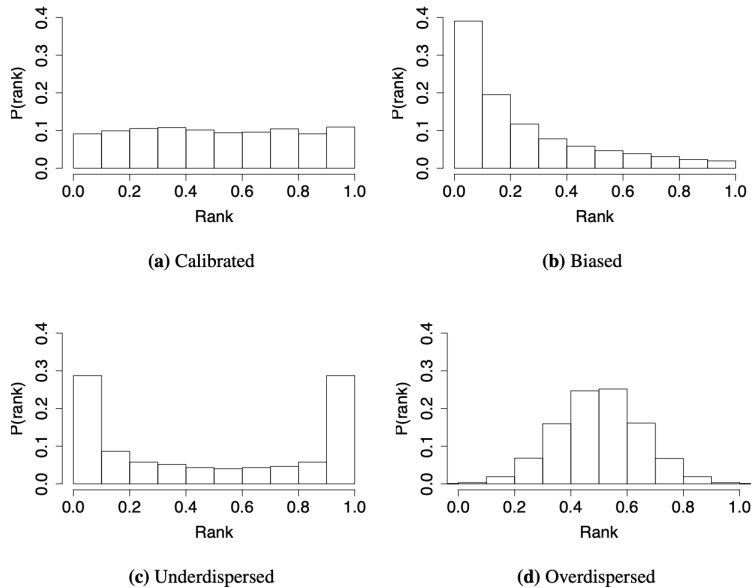 P(rank)
0.0 0.1 0.2 0.3 0.4
0.0 0.2 0.4 0.6 0.8 1.0
Rank
(a) Calibrated
P(rank)
0.0 0.1 0.2 0.3 0.4
0.0 0.2 0.4 0.6 0.8 1.0
Rank
(b) Biased
P(rank)
0.0 0.1 0.2 0.3 0.4
0.0 0.2 0.4 0.6 0.8 1.0
Rank
(c) Underdispersed
P(rank)
0.0 0.1 0.2 0.3 0.4
0.0 0.2 0.4 0.6 0.8 1.0
Rank
(d) Overdispersed